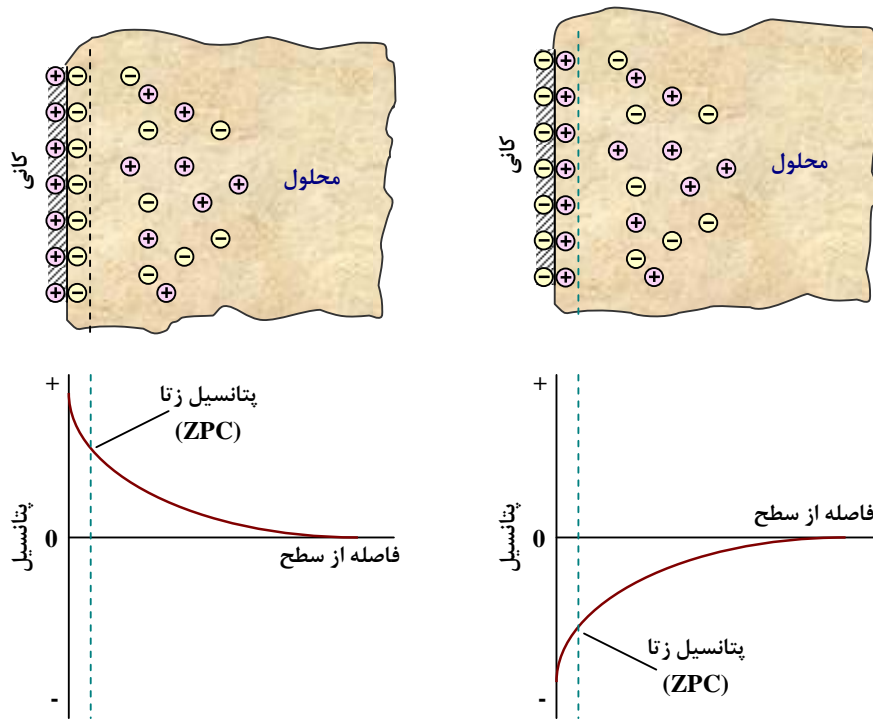 کانی
محلول
کانی
محلول
+
پتانسیل زتا
(ZPC)
پتانسیل
0
فاصله از سطح
-
+
فاصله از سطح
پتانسیل
0
پتانسیل زتا
(ZPC)
-